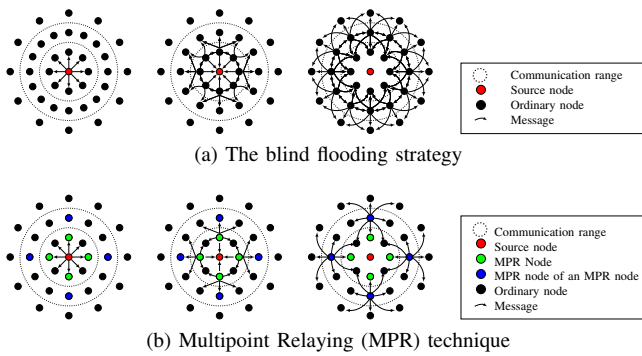 Communication range
Source node
Ordinary node
Message
(a) The blind flooding strategy
Communication range
Source node
MPR Node
MPR node of an MPR node
Ordinary node
Message
(b) Multipoint Relaying (MPR) technique